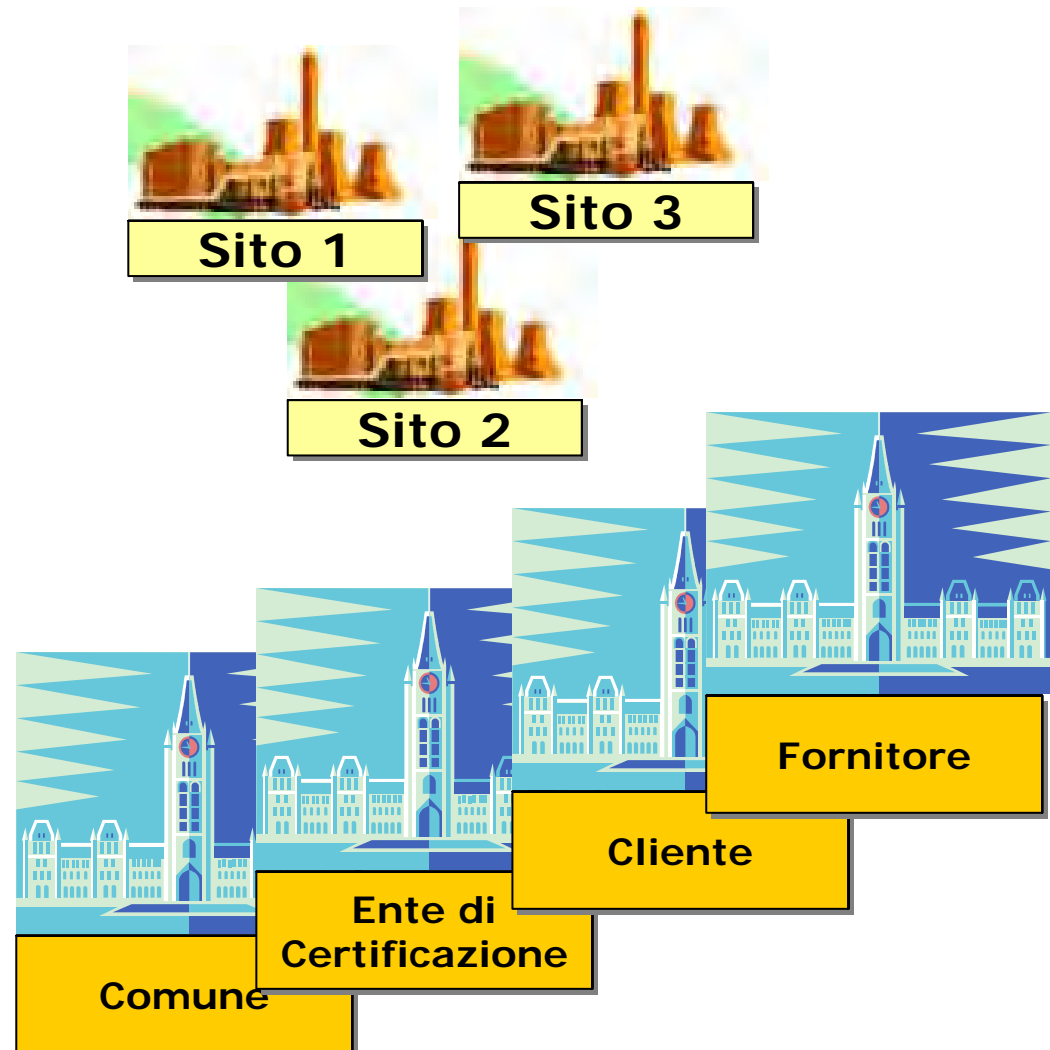 Sito 3
Sito 1
Sito 2
Fornitore
Cliente
Ente di
Certificazione
Comune